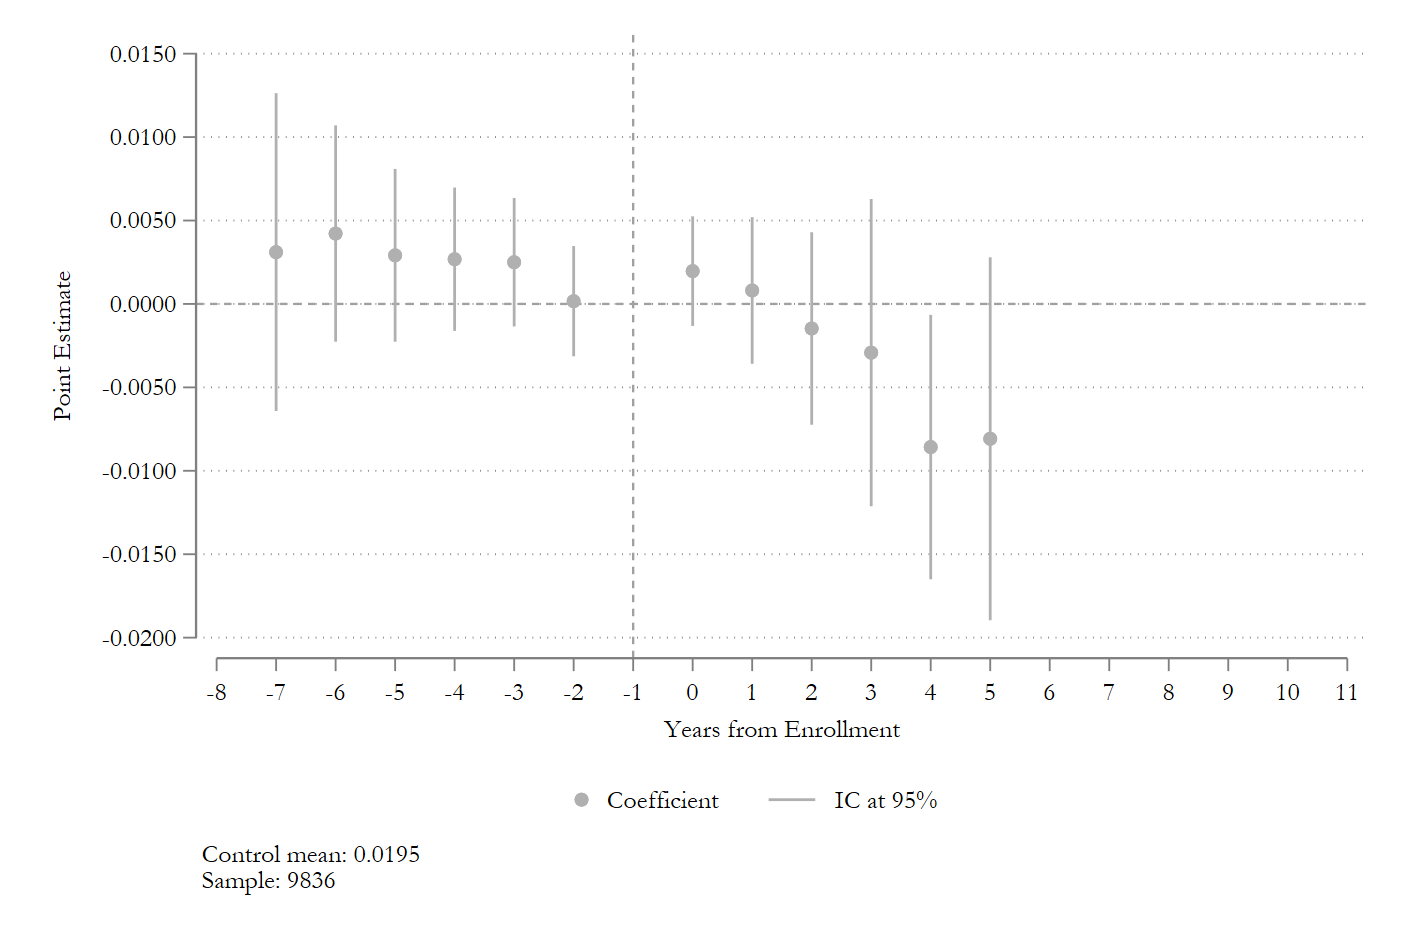 0.0150
0.0100
0.0050
0.0000
-0.0050
-0.0100
-0.0150
-0.0200
Point Estimate
-8 -7 -6 -5 -4 -3 -2 -1 0 1 2 3 4 5 6 7 8 9 10 11
Years from Enrollment
Coefficient IC at 95%
Control mean: 0.0195
Sample: 9836